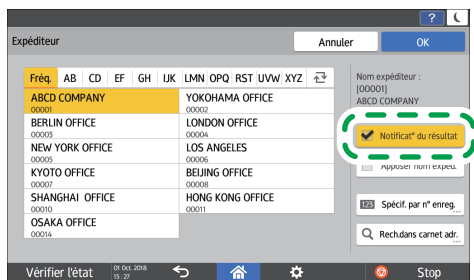 ?
Expéditeur
Annuler
OK
Fréq. AB CD EF GH IJK LMN OPQ RST UVW XYZ
ABCD COMPANY
00001
YOKOHAMA OFFICE
00002
BERLIN OFFICE
00003
LONDON OFFICE
00004
NEW YORK OFFICE
00005
LOS ANGELES
00006
KYOTO OFFICE
00007
BEIJING OFFICE
00008
SHANGHAI OFFICE
00010
HONG KONG OFFICE
00011
OSAKA OFFICE
00014
Nom expéditeur :
[00001]
ABCD COMPANY
Notificat° du résultat
Apposer nom expéd.
123 Spécif. par n° enreg.
Rech.dans carnet adr.
Vérifier l'état
01 Oct. 2018
15 : 27
Stop